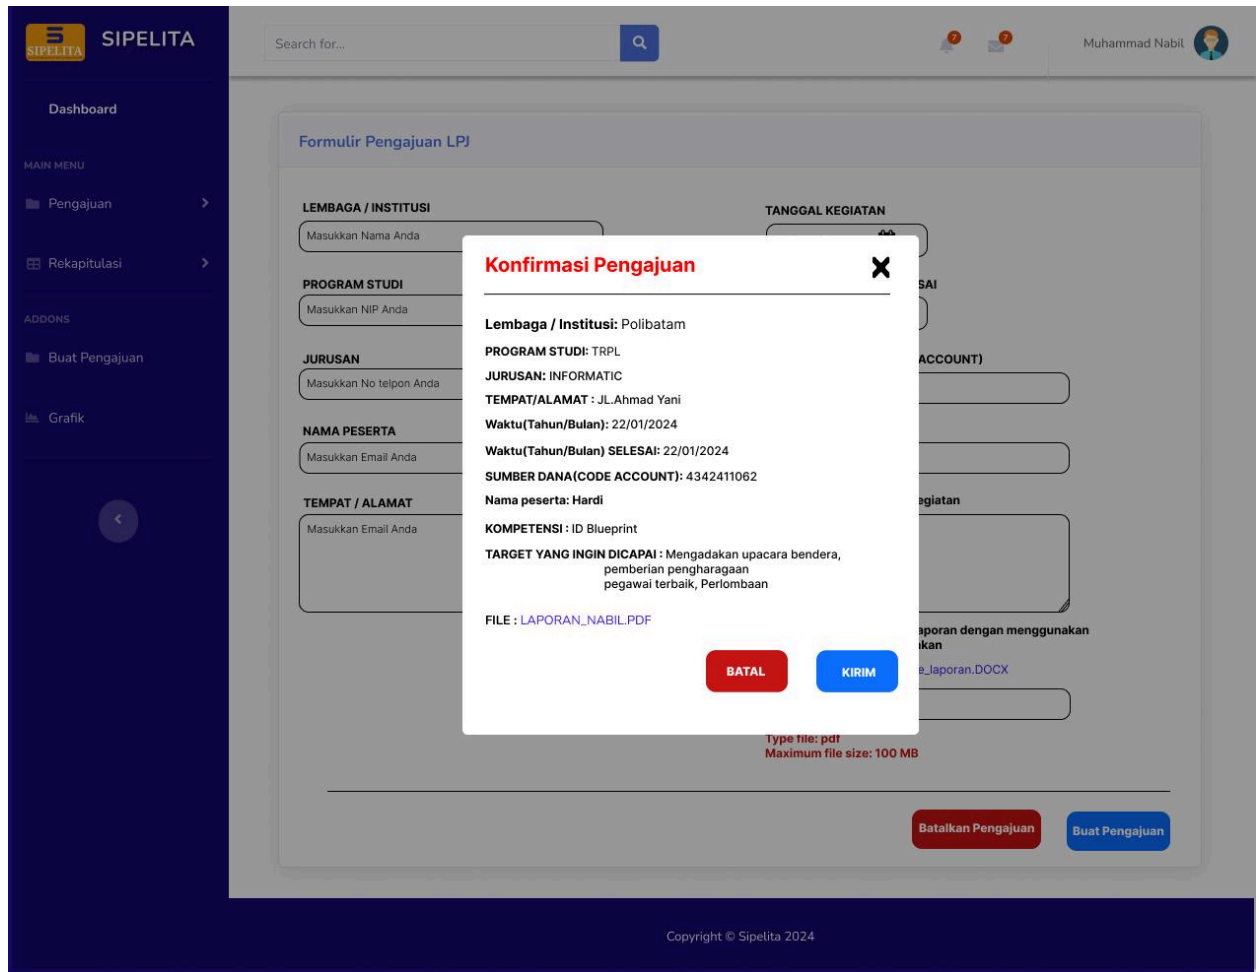 SIPELITA
SIPELITA
Search for...
7
7
Muhammad Nabil
Dashboard
MAIN MENU
Pengajuan
Rekapitulasi
ADDONS
Buat Pengajuan
Grafik
Formulir Pengajuan LPJ
LEMBAGA / INSTITUSI
Masukkan Nama Anda
PROGRAM STUDI
Masukkan NIP Anda
JURUSAN
Masukkan No telpon Anda
NAMA PESERTA
Masukkan Email Anda
TEMPAT / ALAMAT
Masukkan Email Anda
TANGGAL KEGIATAN
SAI
ACCOUNT)
egiatan
aporan dengan menggunakan
kan
e_laporan.DOCX
Type file: pdf
Maximum file size: 100 MB
Konfirmasi Pengajuan
Lembaga / Institusi: Polibatam
PROGRAM STUDI: TRPL
JURUSAN: INFORMATIC
TEMPAT/ALAMAT : JL.Ahmad Yani
Waktu(Tahun/Bulan): 22/01/2024
Waktu(Tahun/Bulan) SELESAI: 22/01/2024
SUMBER DANA(CODE ACCOUNT): 4342411062
Nama peserta: Hardi
KOMPETENSI : ID Blueprint
TARGET YANG INGIN DICAPAI : Mengadakan upacara bendera,
pemberian pengharagaan
pegawai terbaik, Perlombaan
FILE : LAPORAN_NABIL.PDF
BATAL
KIRIM
Batalkan Pengajuan
Buat Pengajuan
Copyright © Sipelita 2024